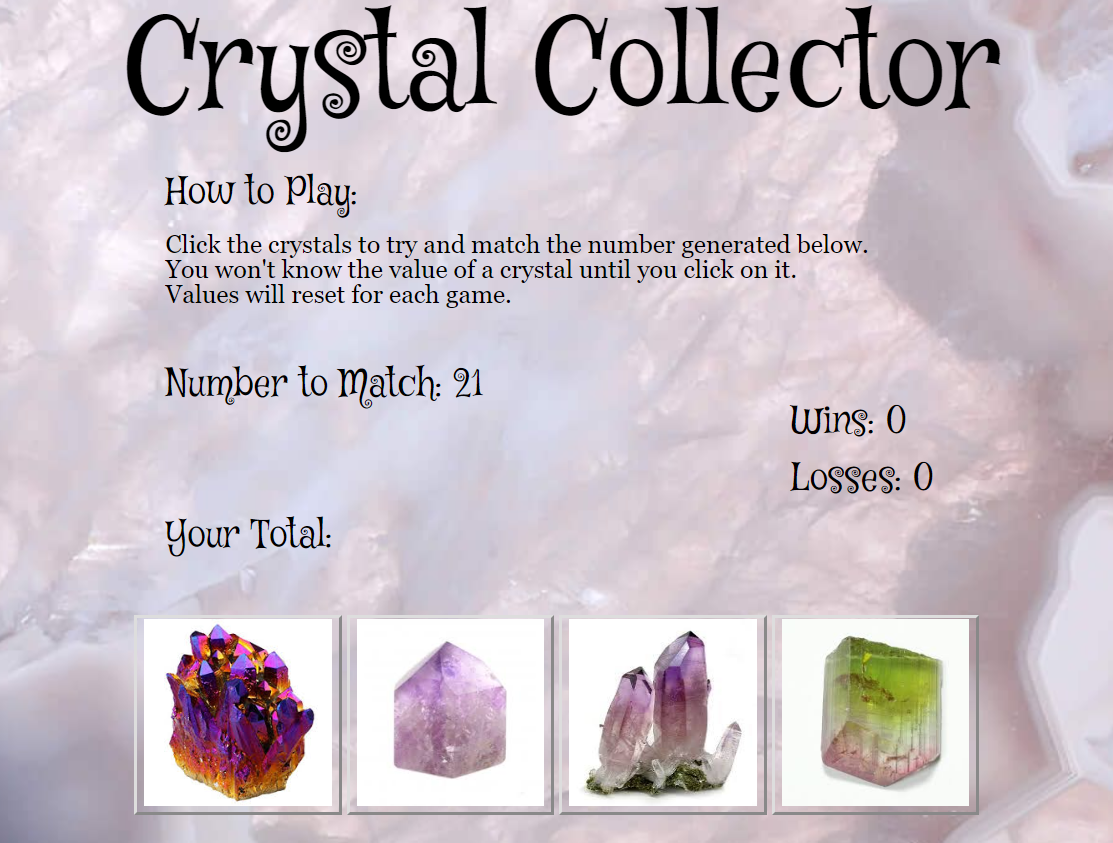 Crystal Collector
How to Play:
Click the crystals to try and match the number generated below.
You won't know the value of a crystal until you click on it.
Values will reset for each game.
Number to Match: 21
Wins: 0
Losses: 0
Your Total: